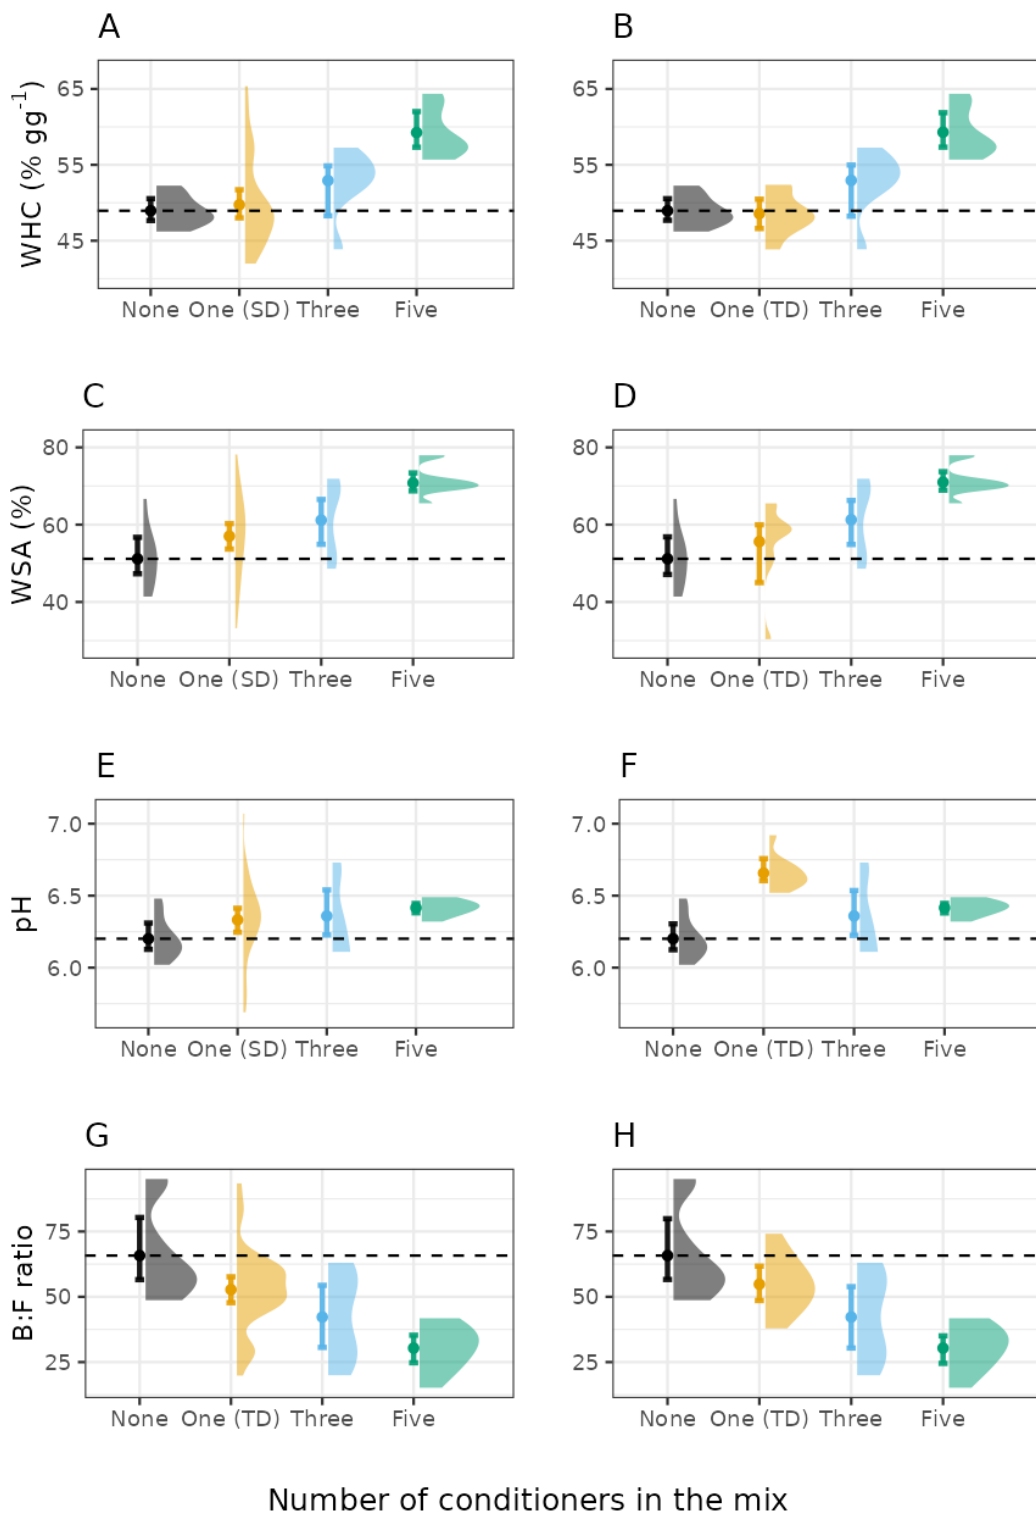 A
B
WHC (% gg⁻¹)
65
55
45
None One (SD) Three Five
65
55
45
None One (TD) Three Five
C
D
WSA (%)
80
60
40
None One (SD) Three Five
80
60
40
None One (TD) Three Five
E
F
pH
7.0
6.5
6.0
None One (SD) Three Five
7.0
6.5
6.0
None One (TD) Three Five
G
H
B:F ratio
75
50
25
None One (TD) Three Five
75
50
25
None One (TD) Three Five
Number of conditioners in the mix